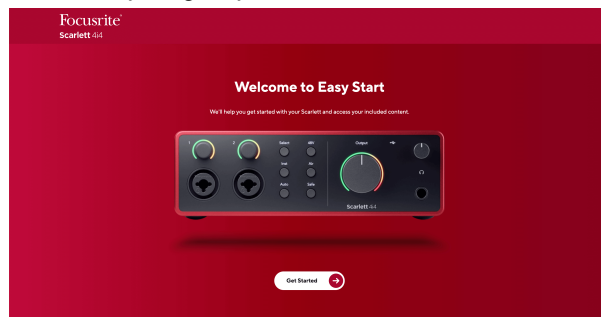 Focusrite®
Scarlett 4i4
Welcome to Easy Start
We'll help you get started with your Scarlett and access your included content.
1 2 Select 48V Output
Inst Air
Auto Safe
Scarlett 4i4
Get Started